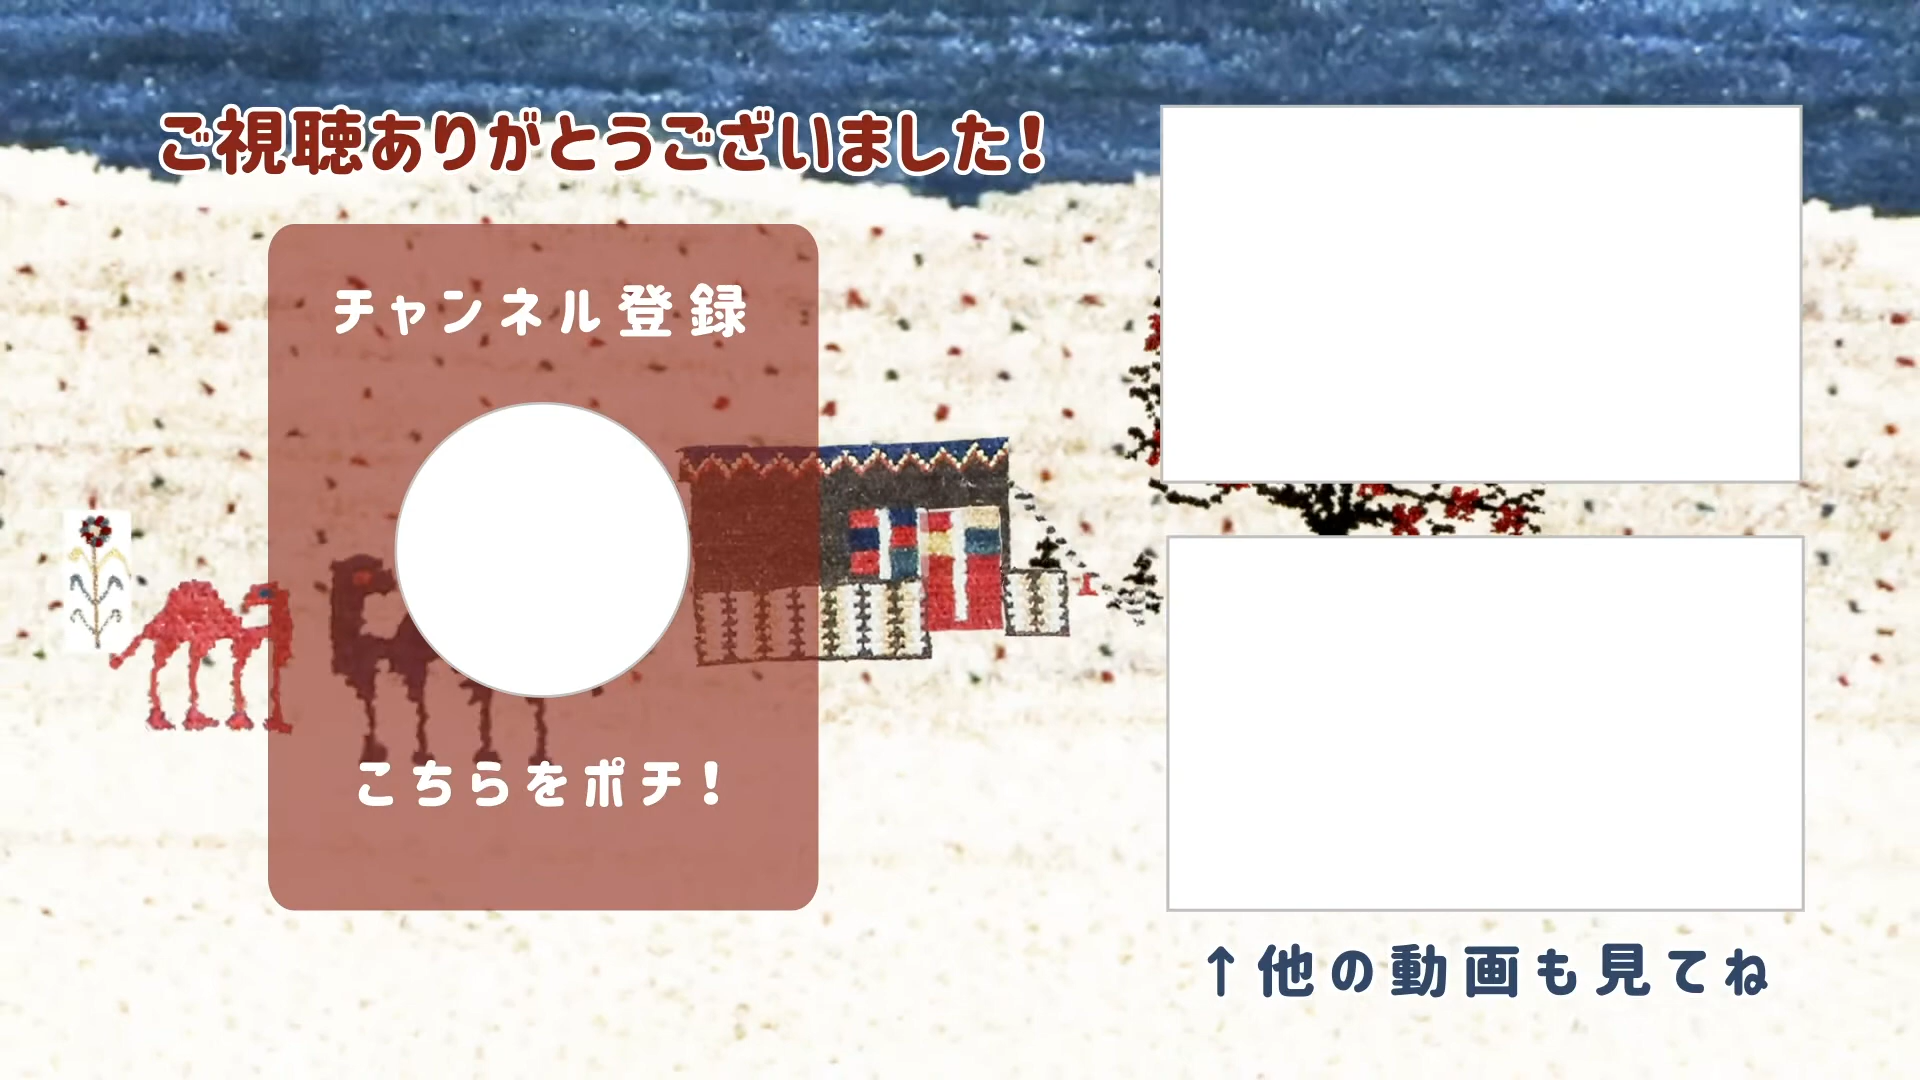 ご視聴ありがとうございました！
チャンネル登録
こちらをポチ！
↑他の動画も見てね